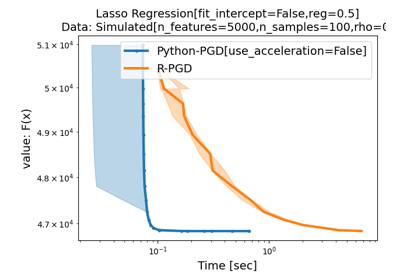 Lasso Regression[fit_intercept=False,reg=0.5]
Data: Simulated[n_features=5000,n_samples=100,rho=0
Python-PGD[use_acceleration=False]
R-PGD
5.1 × 10⁴
5 × 10⁴
4.9 × 10⁴
4.8 × 10⁴
4.7 × 10⁴
value: F(x)
10⁻¹ 10⁰
Time [sec]